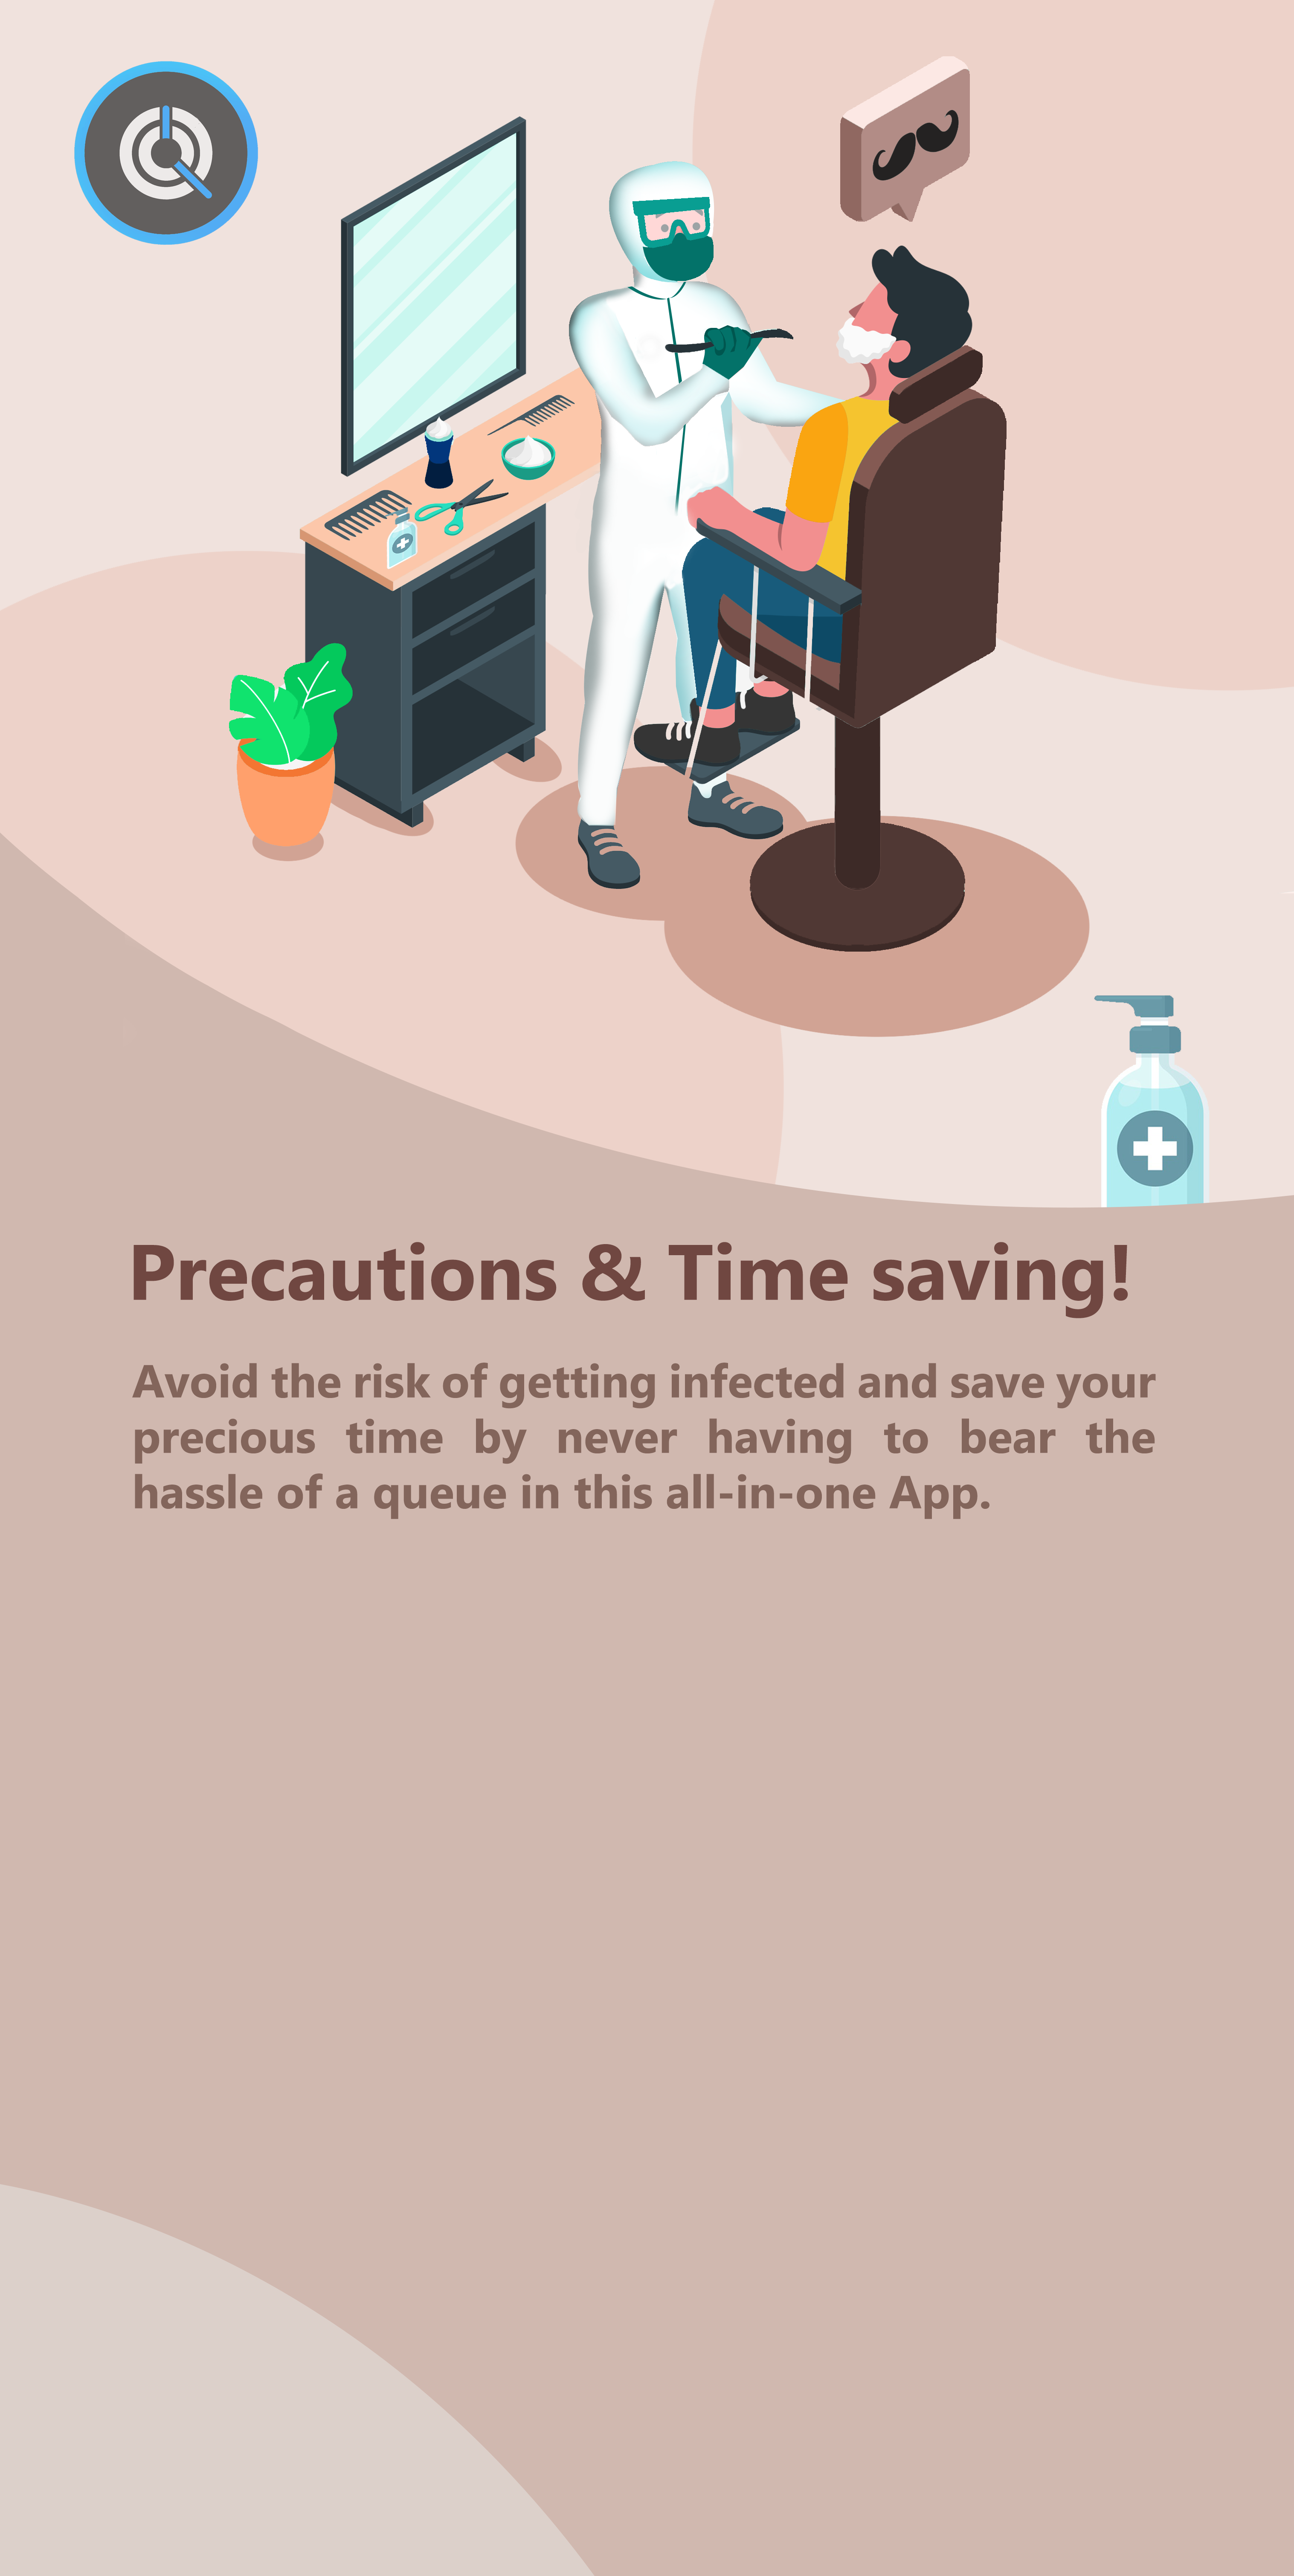 Precautions & Time saving!
Avoid the risk of getting infected and save your
precious time by never having to bear the
hassle of a queue in this all-in-one App.